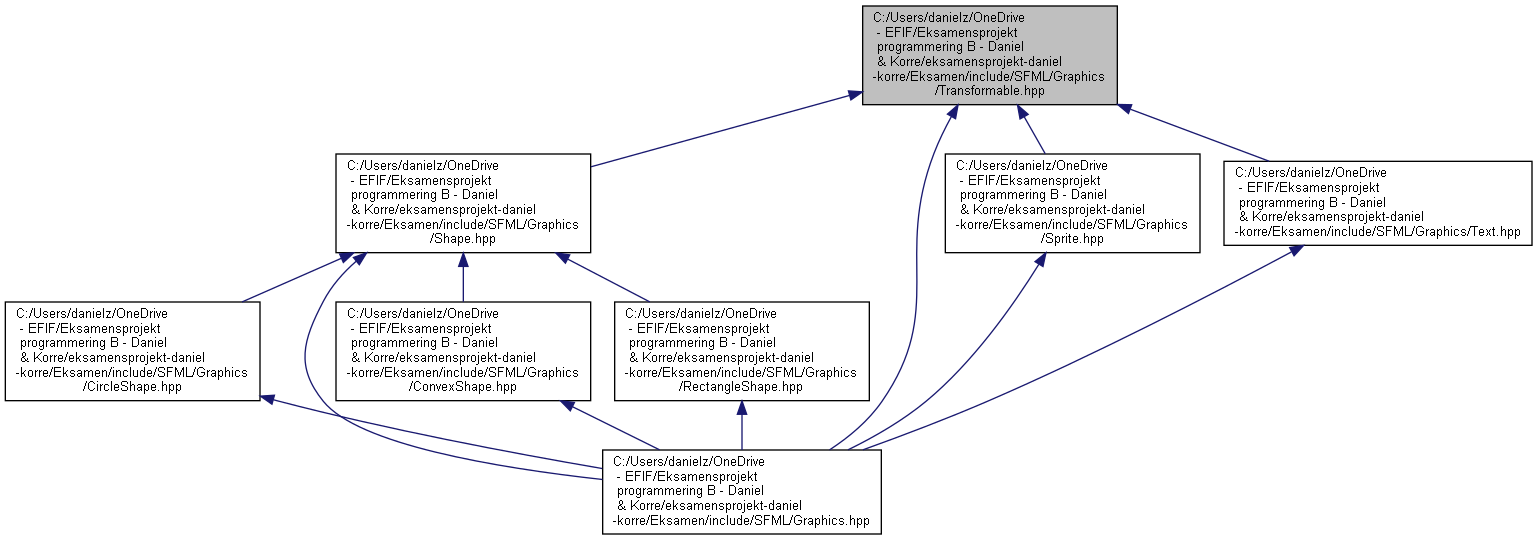 C:/Users/danielz/OneDrive
- EFIF/Eksamensprojekt
programmering B - Daniel
& Korre/eksamensprojekt-daniel
-korre/Eksamen/include/SFML/Graphics
/Transformable.hpp
C:/Users/danielz/OneDrive
- EFIF/Eksamensprojekt
programmering B - Daniel
& Korre/eksamensprojekt-daniel
-korre/Eksamen/include/SFML/Graphics
/Shape.hpp
C:/Users/danielz/OneDrive
- EFIF/Eksamensprojekt
programmering B - Daniel
& Korre/eksamensprojekt-daniel
-korre/Eksamen/include/SFML/Graphics
/Sprite.hpp
C:/Users/danielz/OneDrive
- EFIF/Eksamensprojekt
programmering B - Daniel
& Korre/eksamensprojekt-daniel
-korre/Eksamen/include/SFML/Graphics/Text.hpp
C:/Users/danielz/OneDrive
- EFIF/Eksamensprojekt
programmering B - Daniel
& Korre/eksamensprojekt-daniel
-korre/Eksamen/include/SFML/Graphics
/CircleShape.hpp
C:/Users/danielz/OneDrive
- EFIF/Eksamensprojekt
programmering B - Daniel
& Korre/eksamensprojekt-daniel
-korre/Eksamen/include/SFML/Graphics
/ConvexShape.hpp
C:/Users/danielz/OneDrive
- EFIF/Eksamensprojekt
programmering B - Daniel
& Korre/eksamensprojekt-daniel
-korre/Eksamen/include/SFML/Graphics
/RectangleShape.hpp
C:/Users/danielz/OneDrive
- EFIF/Eksamensprojekt
programmering B - Daniel
& Korre/eksamensprojekt-daniel
-korre/Eksamen/include/SFML/Graphics.hpp